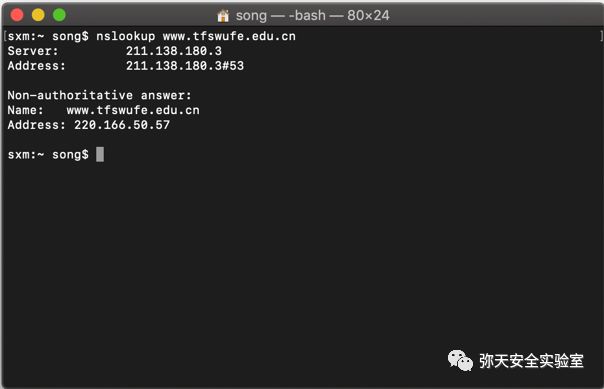 song — -bash — 80×24
[sxm:~ song$ nslookup www.tfswufe.edu.cn ]
Server:         211.138.180.3
Address:        211.138.180.3#53
Non-authoritative answer:
Name:   www.tfswufe.edu.cn
Address: 220.166.50.57
sxm:~ song$
弥天安全实验室